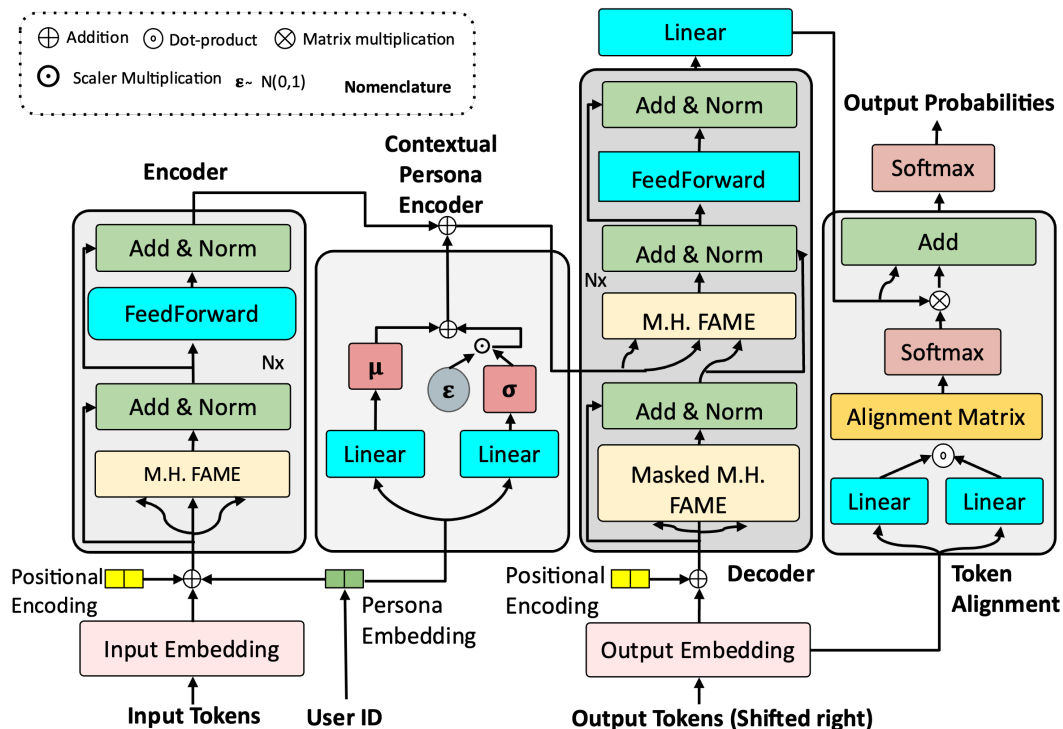 Addition
Dot-product
Matrix multiplication
Scaler Multiplication
ε~ N(0,1)
Nomenclature
Linear
Add & Norm
FeedForward
Add & Norm
Nx
M.H. FAME
Add & Norm
Masked M.H.
FAME
Decoder
Positional
Encoding
Output Embedding
Output Tokens (Shifted right)
Encoder
Add & Norm
FeedForward
Nx
Add & Norm
M.H. FAME
Positional
Encoding
Input Embedding
Input Tokens
Contextual
Persona
Encoder
μ
ε
σ
Linear
Linear
Persona
Embedding
User ID
Output Probabilities
Softmax
Add
Softmax
Alignment Matrix
Linear
Linear
Token
Alignment